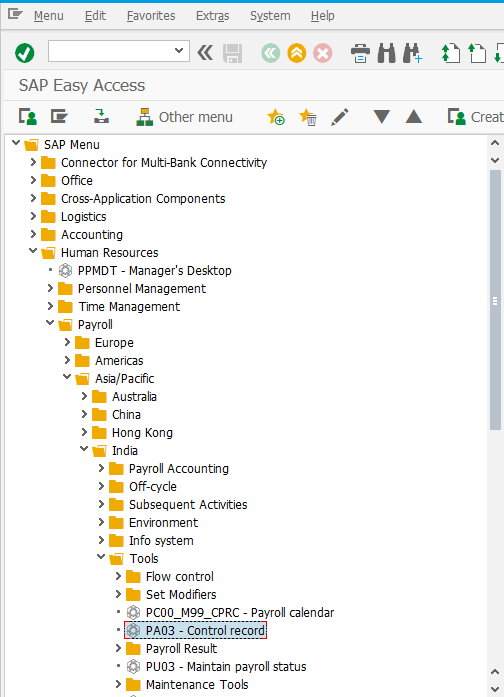 Menu Edit Favorites Extras System Help
SAP Easy Access
Other menu Creat
SAP Menu
Connector for Multi-Bank Connectivity
Office
Cross-Application Components
Logistics
Accounting
Human Resources
PPMDT - Manager's Desktop
Personnel Management
Time Management
Payroll
Europe
Americas
Asia/Pacific
Australia
China
Hong Kong
India
Payroll Accounting
Off-cycle
Subsequent Activities
Environment
Info system
Tools
Flow control
Set Modifiers
PC00_M99_CPRC - Payroll calendar
PA03 - Control record
Payroll Result
PU03 - Maintain payroll status
Maintenance Tools